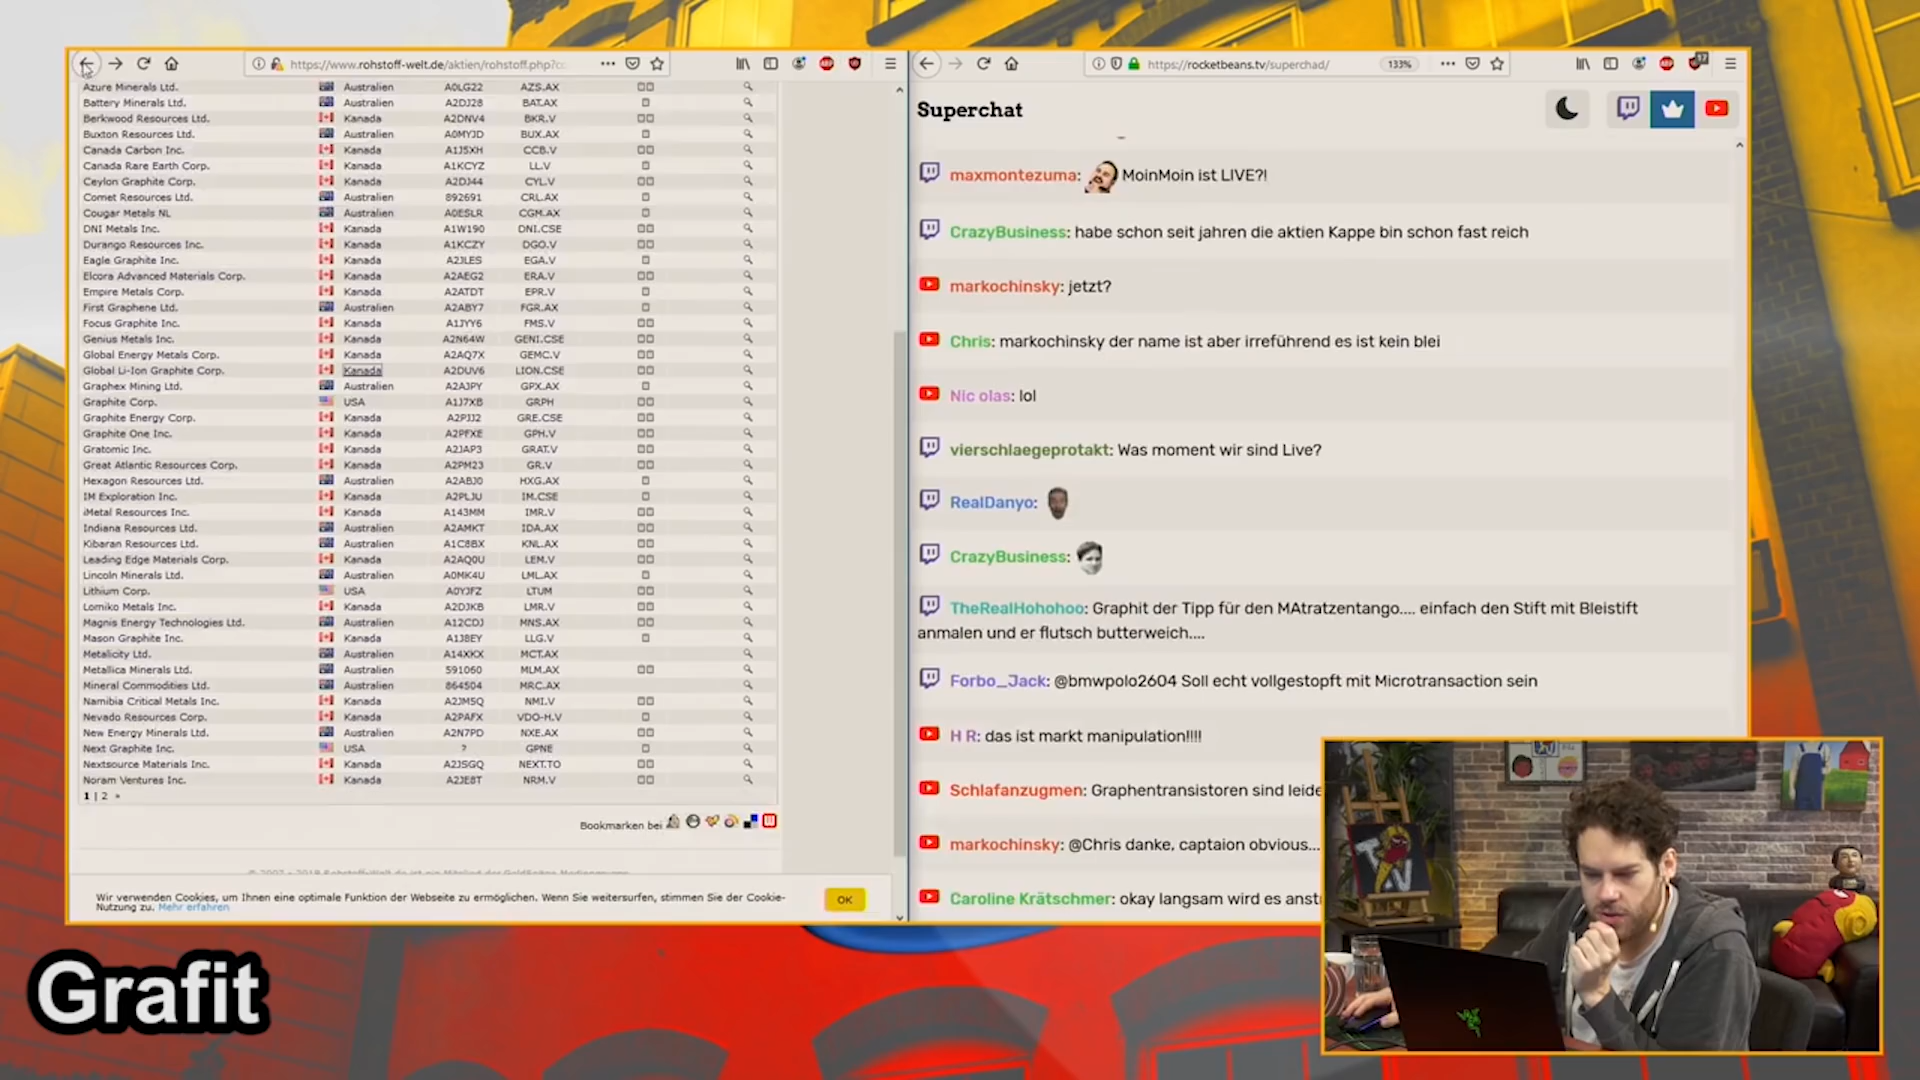 https://www.rohstoff-welt.de/aktien/rohstoff.php?cc
Azure Minerals Ltd. Australien A0LG22 AZS.AX
Battery Minerals Ltd. Australien A2DJ28 BAT.AX
Berkwood Resources Ltd. Kanada A2DNV4 BKR.V
Buxton Resources Ltd. Australien A0MYJD BUX.AX
Canada Carbon Inc. Kanada A1J5XH CCB.V
Canada Rare Earth Corp. Kanada A1KCYZ LL.V
Ceylon Graphite Corp. Kanada A2DJ44 CYL.V
Comet Resources Ltd. Australien 892691 CRL.AX
Cougar Metals NL Australien A0ESLR CGM.AX
DNI Metals Inc. Kanada A1W190 DNI.CSE
Durango Resources Inc. Kanada A1KCZY DGO.V
Eagle Graphite Inc. Kanada A2JLES EGA.V
Elcora Advanced Materials Corp. Kanada A2AEG2 ERA.V
Empire Metals Corp. Kanada A2ATDT EPR.V
First Graphene Ltd. Australien A2ABY7 FGR.AX
Focus Graphite Inc. Kanada A1JYY6 FMS.V
Genius Metals Inc. Kanada A2N64W GENI.CSE
Global Energy Metals Corp. Kanada A2AQ7X GEMC.V
Global Li-Ion Graphite Corp. Kanada A2DUV6 LION.CSE
Graphex Mining Ltd. Australien A2AJPY GPX.AX
Graphite Corp. USA A1J7XB GRPH
Graphite Energy Corp. Kanada A2PJJ2 GRE.CSE
Graphite One Inc. Kanada A2PFXE GPH.V
Gratomic Inc. Kanada A2JAP3 GRAT.V
Great Atlantic Resources Corp. Kanada A2PM23 GR.V
Hexagon Resources Ltd. Australien A2ABJ0 HXG.AX
IM Exploration Inc. Kanada A2PLJU IM.CSE
iMetal Resources Inc. Kanada A143MM IMR.V
Indiana Resources Ltd. Australien A2AMKT IDA.AX
Kibaran Resources Ltd. Australien A1C8BX KNL.AX
Leading Edge Materials Corp. Kanada A2AQ0U LEM.V
Lincoln Minerals Ltd. Australien A0MK4U LML.AX
Lithium Corp. USA A0YJFZ LTUM
Lomiko Metals Inc. Kanada A2DJKB LMR.V
Magnis Energy Technologies Ltd. Australien A12CDJ MNS.AX
Mason Graphite Inc. Kanada A1J8EY LLG.V
Metalicity Ltd. Australien A14XKX MCT.AX
Metallica Minerals Ltd. Australien 591060 MLM.AX
Mineral Commodities Ltd. Australien 864504 MRC.AX
Namibia Critical Metals Inc. Kanada A2JM5Q NMI.V
Nevado Resources Corp. Kanada A2PAFX VDO-H.V
New Energy Minerals Ltd. Australien A2N7PD NXE.AX
Next Graphite Inc. USA ? GPNE
Nextsource Materials Inc. Kanada A2JSGQ NEXT.TO
Noram Ventures Inc. Kanada A2JE8T NRM.V
1 | 2 »
Bookmarken bei
Wir verwenden Cookies, um Ihnen eine optimale Funktion der Webseite zu ermöglichen. Wenn Sie weitersurfen, stimmen Sie der Cookie-
Nutzung zu. Mehr erfahren
OK
https://rocketbeans.tv/superchad/ 133%
17
Superchat
maxmontezuma: MoinMoin ist LIVE?!
CrazyBusiness: habe schon seit jahren die aktien Kappe bin schon fast reich
markochinsky: jetzt?
Chris: markochinsky der name ist aber irreführend es ist kein blei
Nic olas: lol
vierschlaegeprotakt: Was moment wir sind Live?
RealDanyo:
CrazyBusiness:
TheRealHohohoo: Graphit der Tipp für den MAtratzentango.... einfach den Stift mit Bleistift
anmalen und er flutsch butterweich....
Forbo_Jack: @bmwpolo2604 Soll echt vollgestopft mit Microtransaction sein
H R: das ist markt manipulation!!!!
Schlafanzugmen: Graphentransistoren sind leide
markochinsky: @Chris danke, captaion obvious...
Caroline Krätschmer: okay langsam wird es anst
Grafit